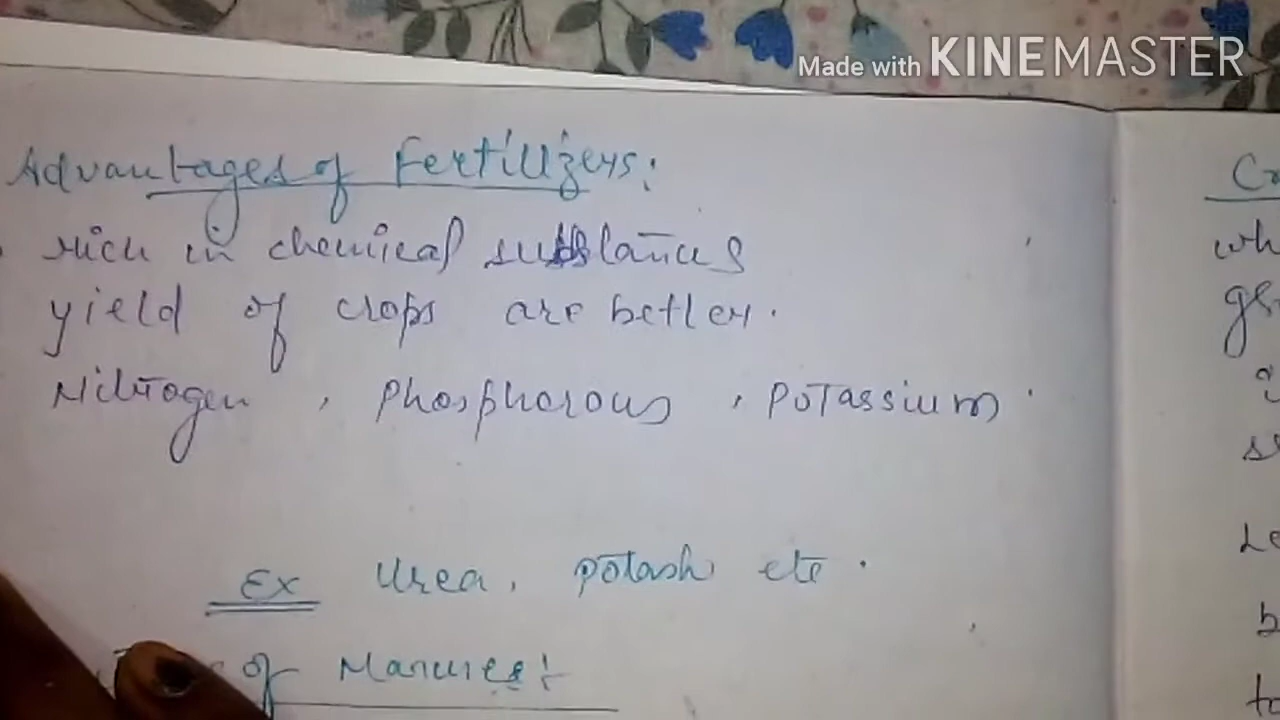 Made with KINEMASTER
Advantages of Fertilizers:
rich in chemical substances
yield of crops are better.
Nitrogen, Phosphorous, Potassium.
Ex Urea, potash etc.
of Manures: